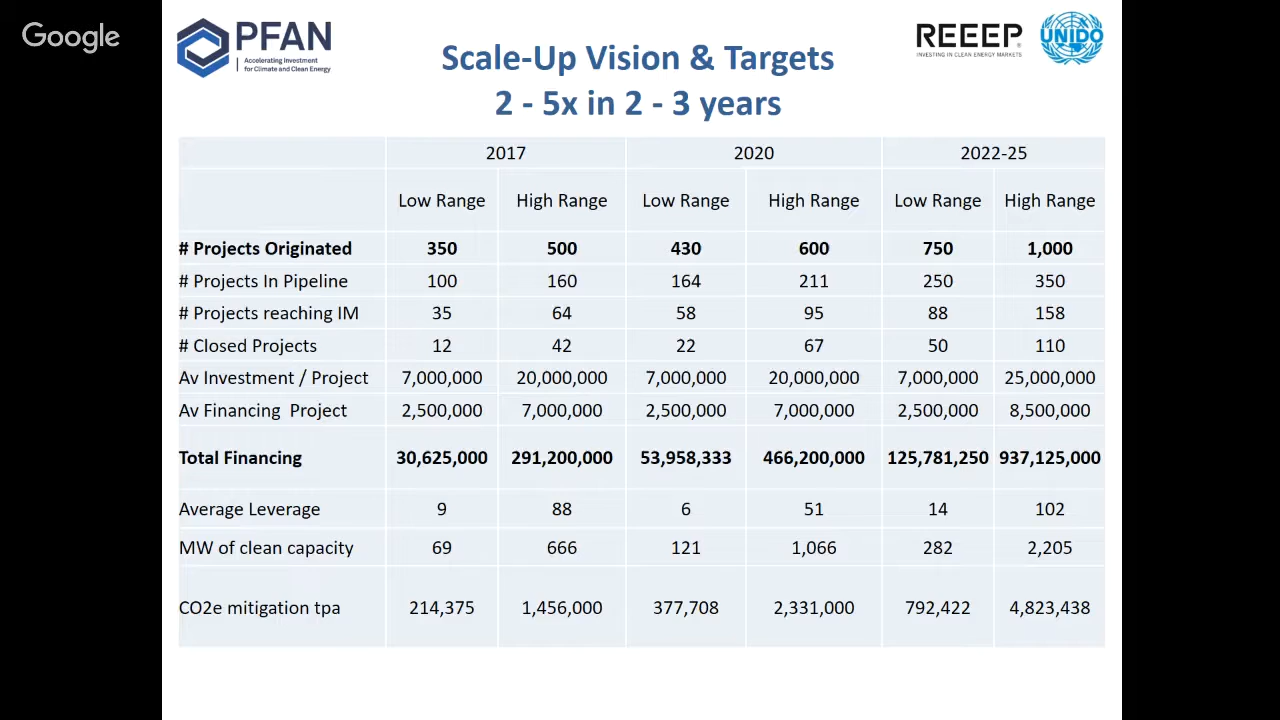 Google
PFAN
Accelerating Investment
for Climate and Clean Energy
REEEP
INVESTING IN CLEAN ENERGY MARKETS
UNIDO
Scale-Up Vision & Targets
2 - 5x in 2 - 3 years
2017 2020 2022-25
Low Range High Range Low Range High Range Low Range High Range
# Projects Originated 350 500 430 600 750 1,000
# Projects In Pipeline 100 160 164 211 250 350
# Projects reaching IM 35 64 58 95 88 158
# Closed Projects 12 42 22 67 50 110
Av Investment / Project 7,000,000 20,000,000 7,000,000 20,000,000 7,000,000 25,000,000
Av Financing Project 2,500,000 7,000,000 2,500,000 7,000,000 2,500,000 8,500,000
Total Financing 30,625,000 291,200,000 53,958,333 466,200,000 125,781,250 937,125,000
Average Leverage 9 88 6 51 14 102
MW of clean capacity 69 666 121 1,066 282 2,205
CO2e mitigation tpa 214,375 1,456,000 377,708 2,331,000 792,422 4,823,438